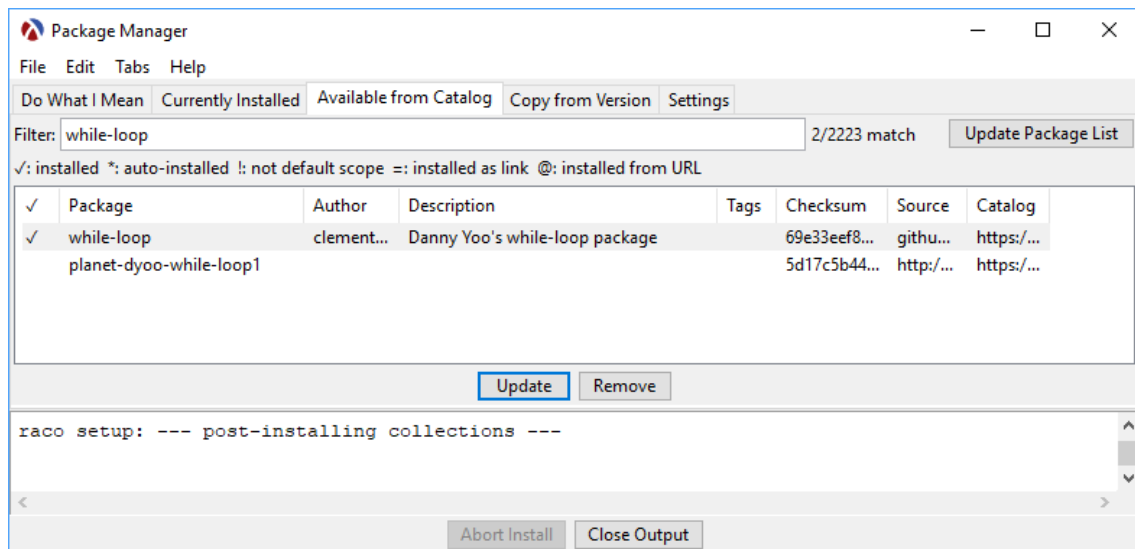 Package Manager
File Edit Tabs Help
Do What I Mean Currently Installed Available from Catalog Copy from Version Settings
Filter: while-loop 2/2223 match Update Package List
✓: installed *: auto-installed !: not default scope =: installed as link @: installed from URL
✓ Package Author Description Tags Checksum Source Catalog
✓ while-loop clement... Danny Yoo's while-loop package 69e33eef8... githu... https:/...
planet-dyoo-while-loop1 5d17c5b44... http:/... https:/...
Update Remove
raco setup: --- post-installing collections ---
Abort Install Close Output